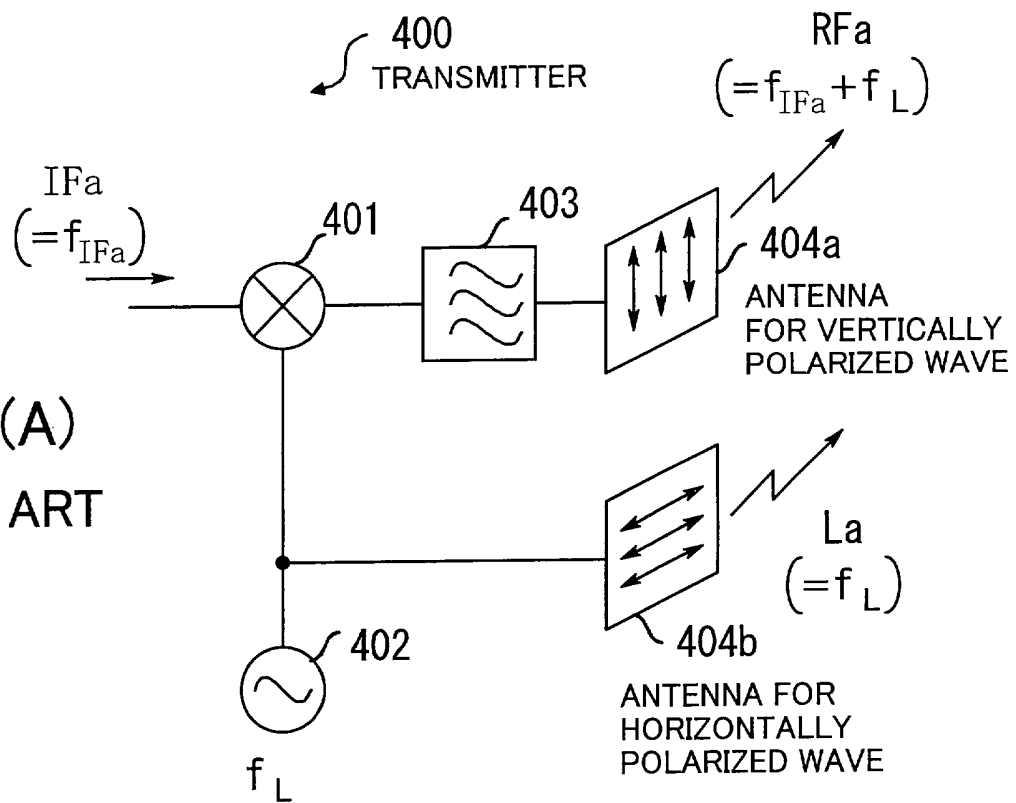 400
TRANSMITTER
RFa
(=fIFa+fL)
IFa
(=fIFa)
401
403
404a
ANTENNA
FOR VERTICALLY
POLARIZED WAVE
(A)
ART
La
(=fL)
402
404b
ANTENNA FOR
HORIZONTALLY
POLARIZED WAVE
fL